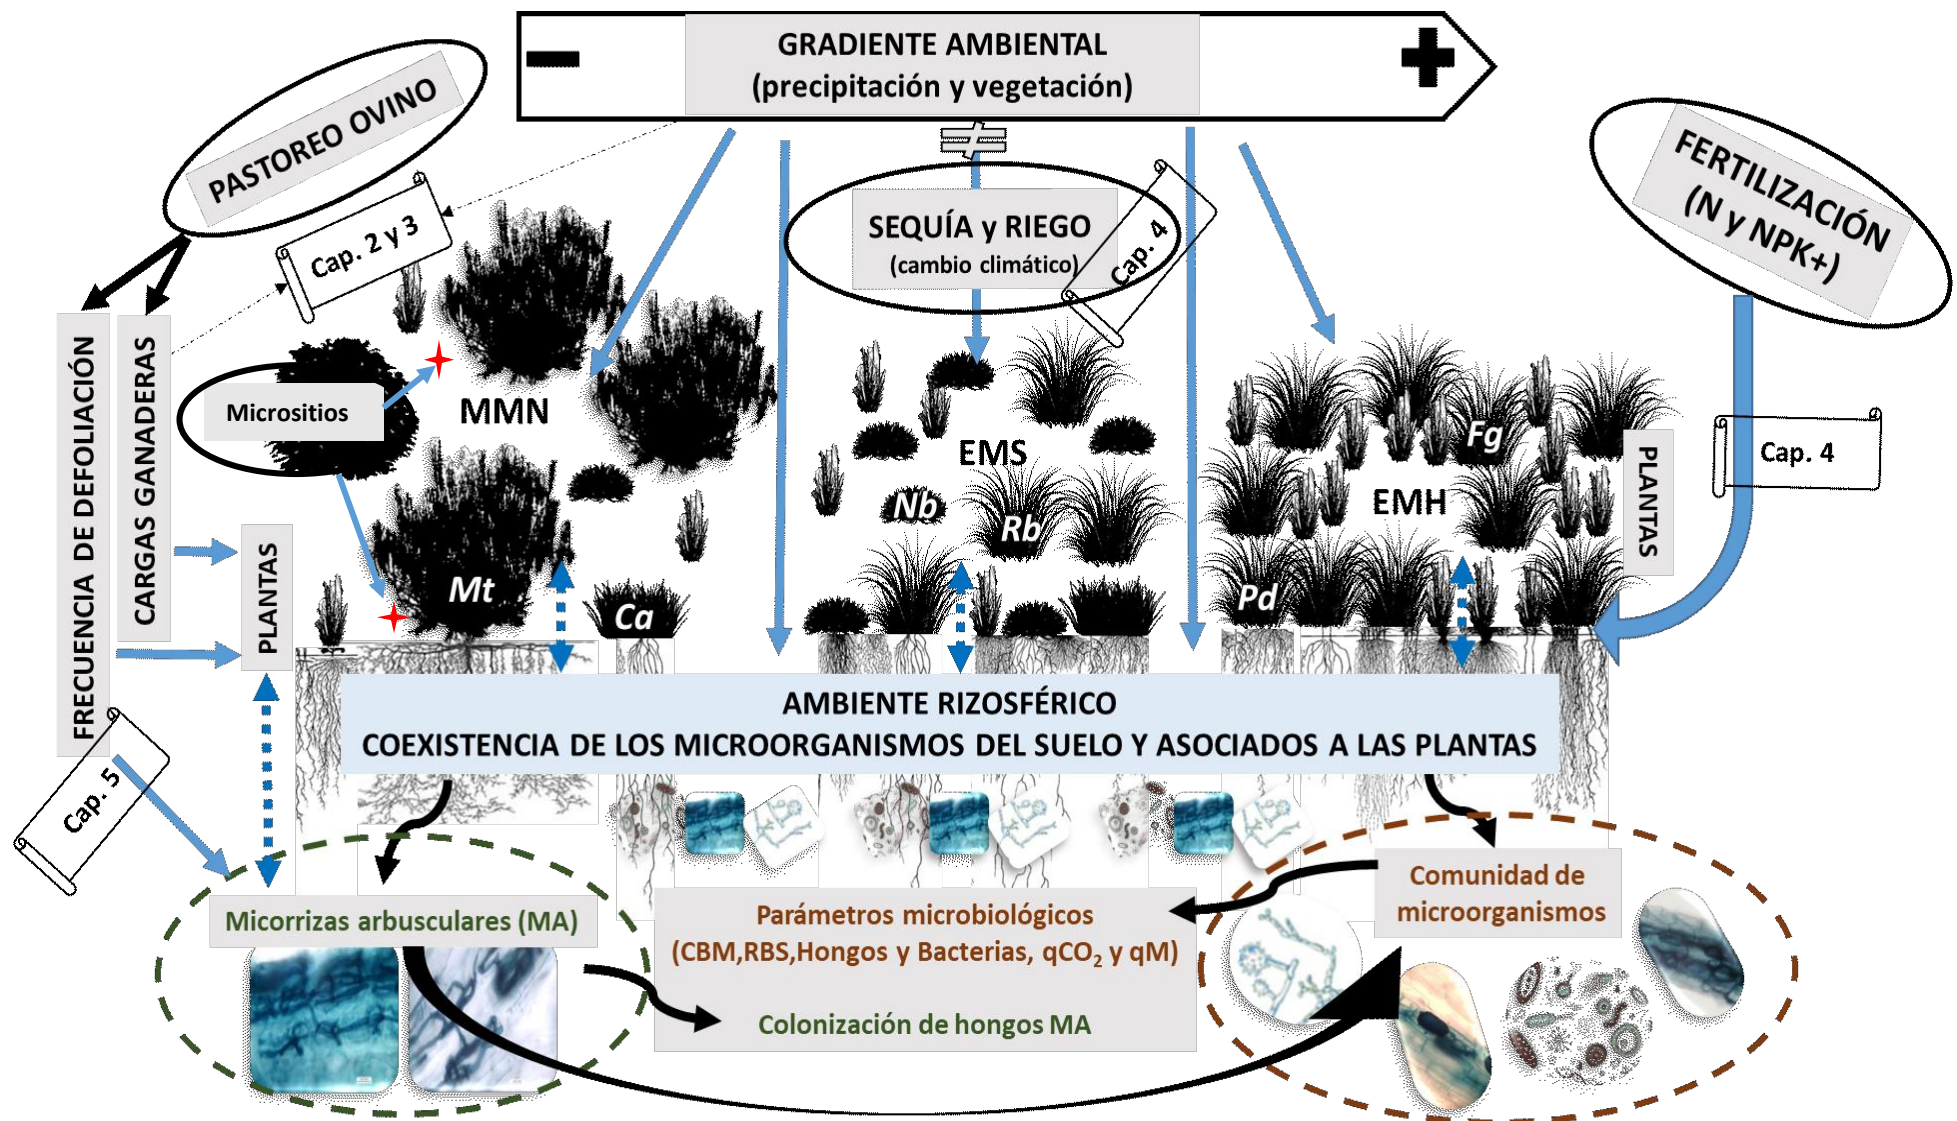 GRADIENTE AMBIENTAL
(precipitación y vegetación)
PASTOREO OVINO
Cap. 2 y 3
SEQUÍA y RIEGO
(cambio climático)
Cap. 4
FERTILIZACIÓN
(N y NPK+)
FRECUENCIA DE DEFOLIACIÓN
CARGAS GANADERAS
Micrositios
MMN
EMS
Fg
EMH
Cap. 4
PLANTAS
Nb
Rb
PLANTAS
Mt
Ca
Pd
AMBIENTE RIZOSFÉRICO
COEXISTENCIA DE LOS MICROORGANISMOS DEL SUELO Y ASOCIADOS A LAS PLANTAS
Cap. 5
Micorrizas arbusculares (MA)
Parámetros microbiológicos
(CBM,RBS,Hongos y Bacterias, qCO₂ y qM)
Colonización de hongos MA
Comunidad de
microorganismos